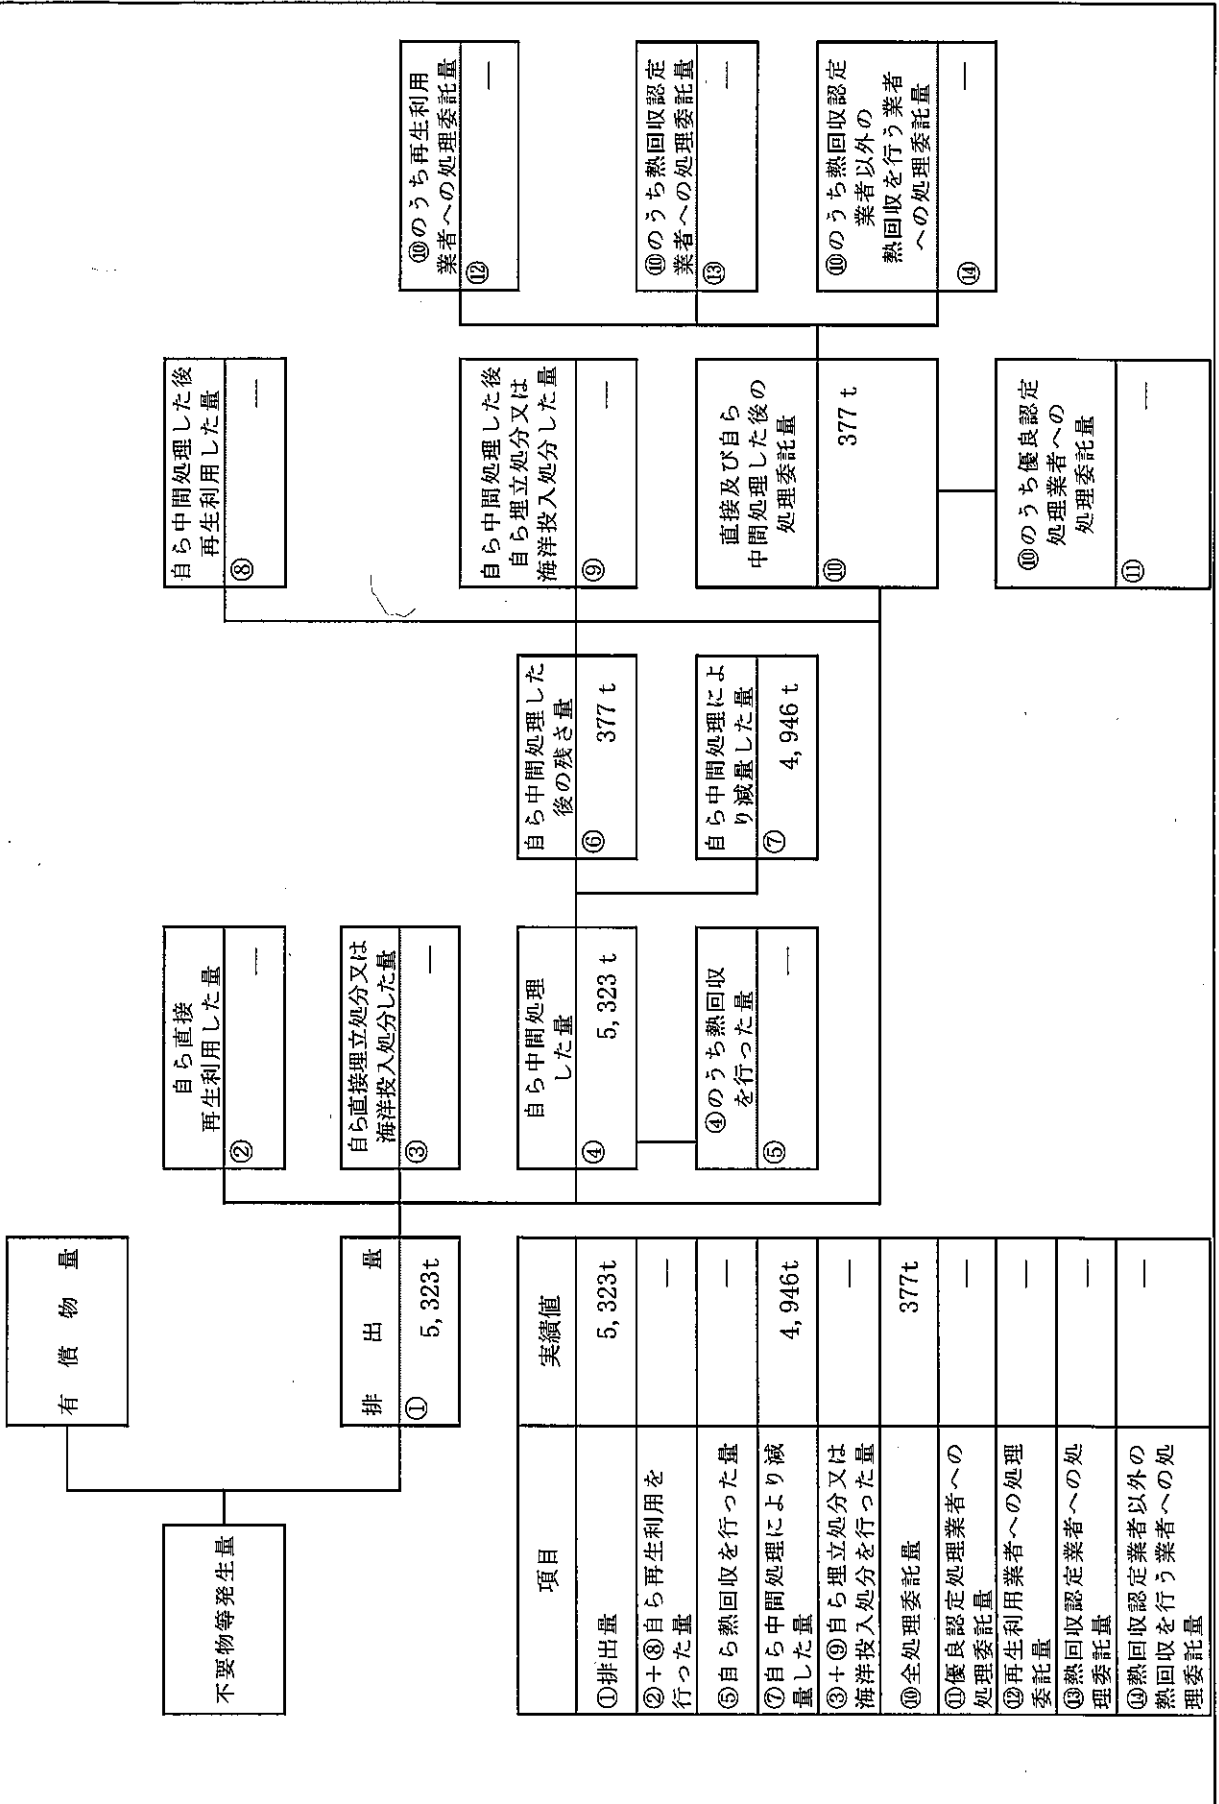 有償物量
不要物等発生量
排出量
① 5,323t
自ら直接
再生利用した量
② —
自ら直接埋立処分又は
海洋投入処分した量
③ —
自ら中間処理
した量
④ 5,323 t
④のうち熱回収
を行った量
⑤ —
自ら中間処理した
後の残さ量
⑥ 377 t
自ら中間処理によ
り減量した量
⑦ 4,946 t
自ら中間処理した後
再生利用した量
⑧ —
自ら中間処理した後
自ら埋立処分又は
海洋投入処分した量
⑨ —
直接及び自ら
中間処理した後の
処理委託量
⑩ 377 t
⑩のうち優良認定
処理業者への
処理委託量
⑪ —
⑩のうち再生利用
業者への処理委託量
⑫ —
⑩のうち熱回収認定
業者への処理委託量
⑬ —
⑩のうち熱回収認定
業者以外の
熱回収を行う業者
への処理委託量
⑭ —
項目 実績値
①排出量 5,323t
②+⑧自ら再生利用を
行った量 —
⑤自ら熱回収を行った量 —
⑦自ら中間処理により減
量した量 4,946t
③+⑨自ら埋立処分又は
海洋投入処分を行った量 —
⑩全処理委託量 377t
⑪優良認定処理業者への
処理委託量 —
⑫再生利用業者への処理
委託量 —
⑬熱回収認定業者への処
理委託量 —
⑭熱回収認定業者以外の
熱回収を行う業者への処
理委託量 —